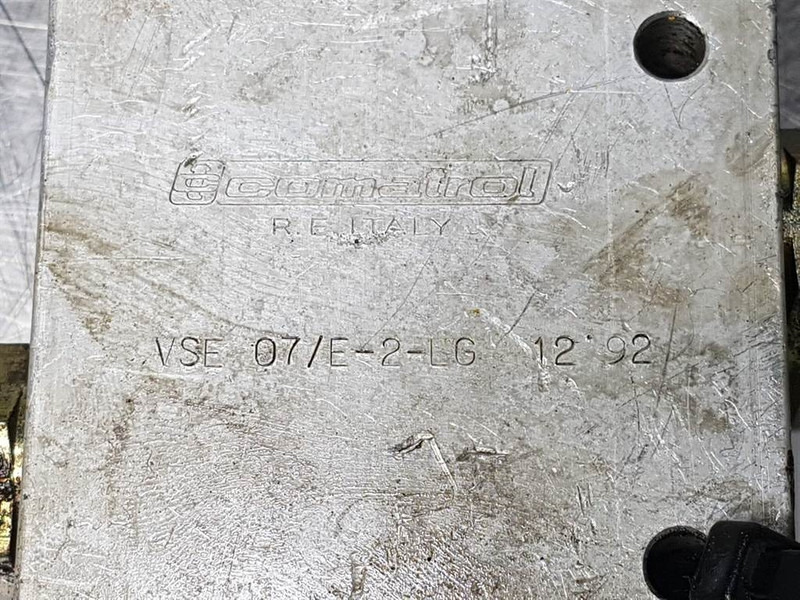 comatrol
R.E. ITALY
VSE 07/E-2-LG 12'92